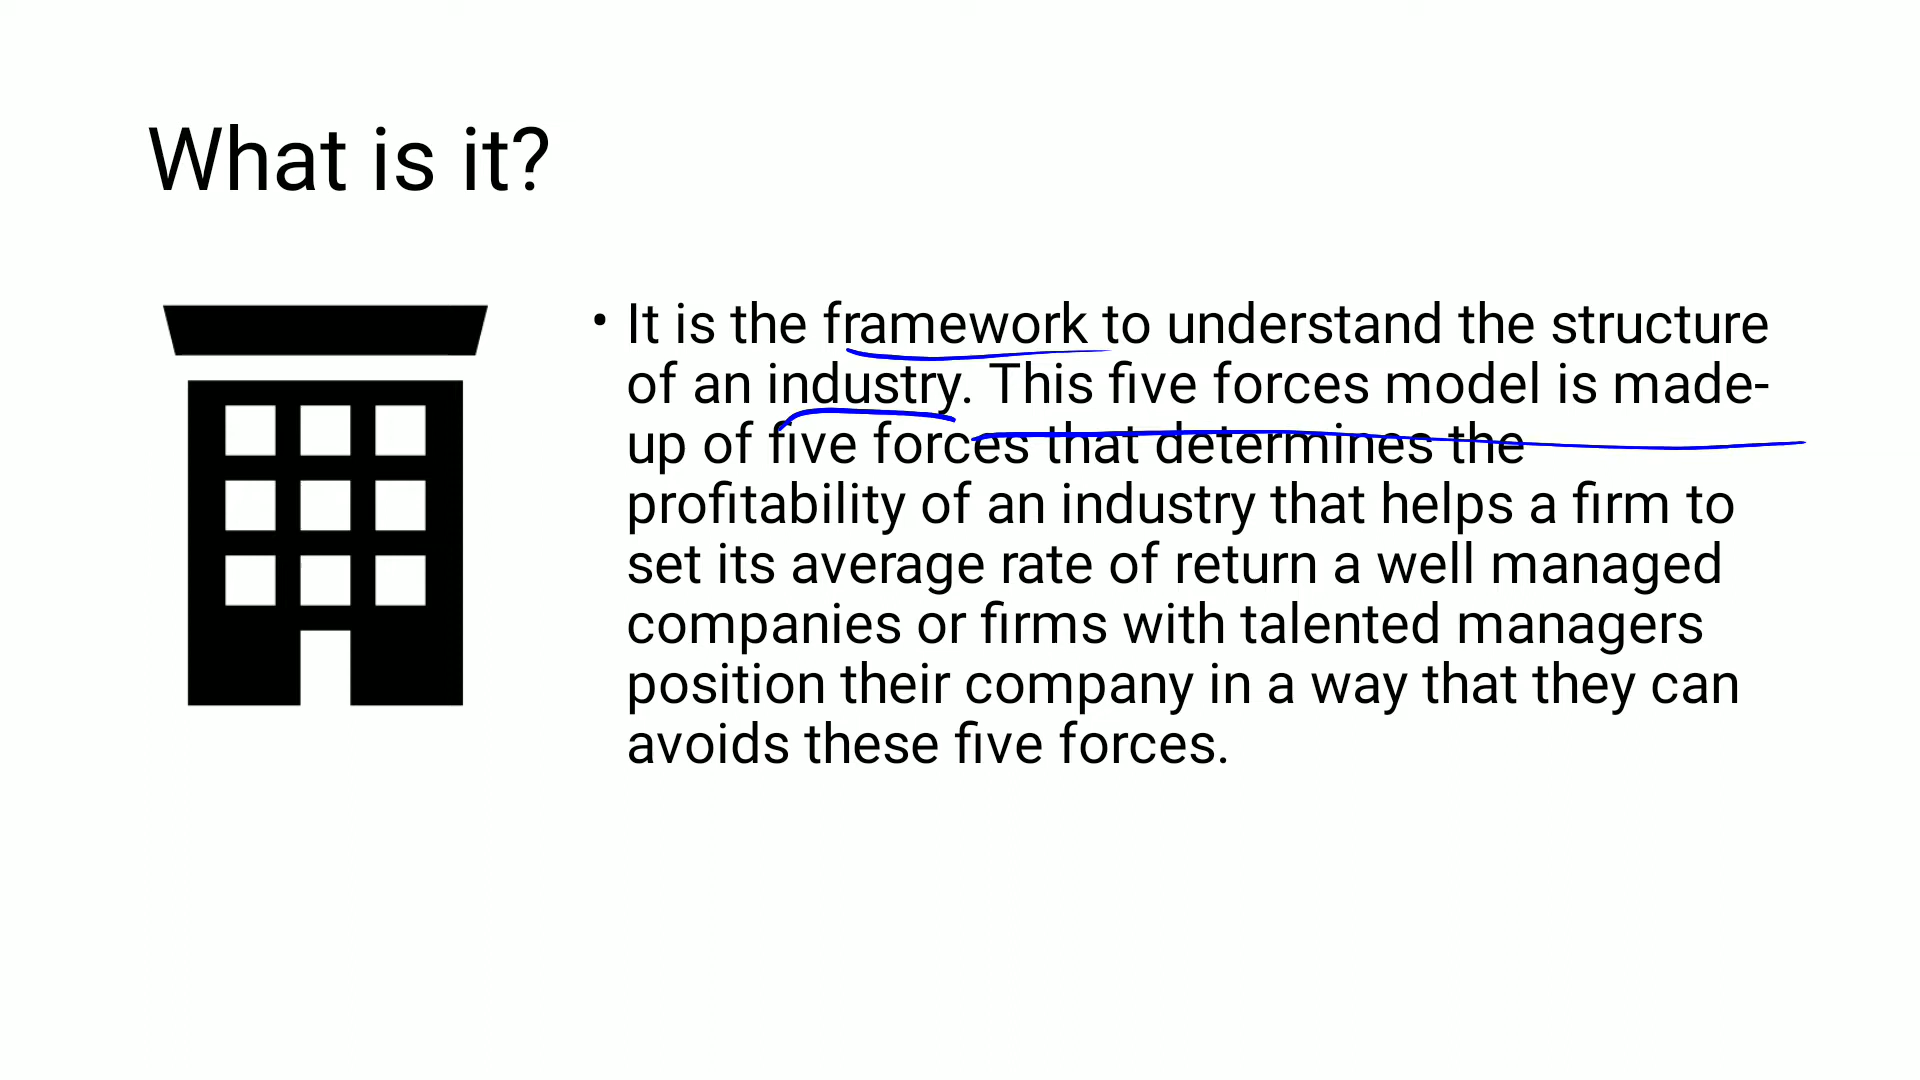 What is it?
• It is the framework to understand the structure
of an industry. This five forces model is made-
up of five forces that determines the
profitability of an industry that helps a firm to
set its average rate of return a well managed
companies or firms with talented managers
position their company in a way that they can
avoids these five forces.